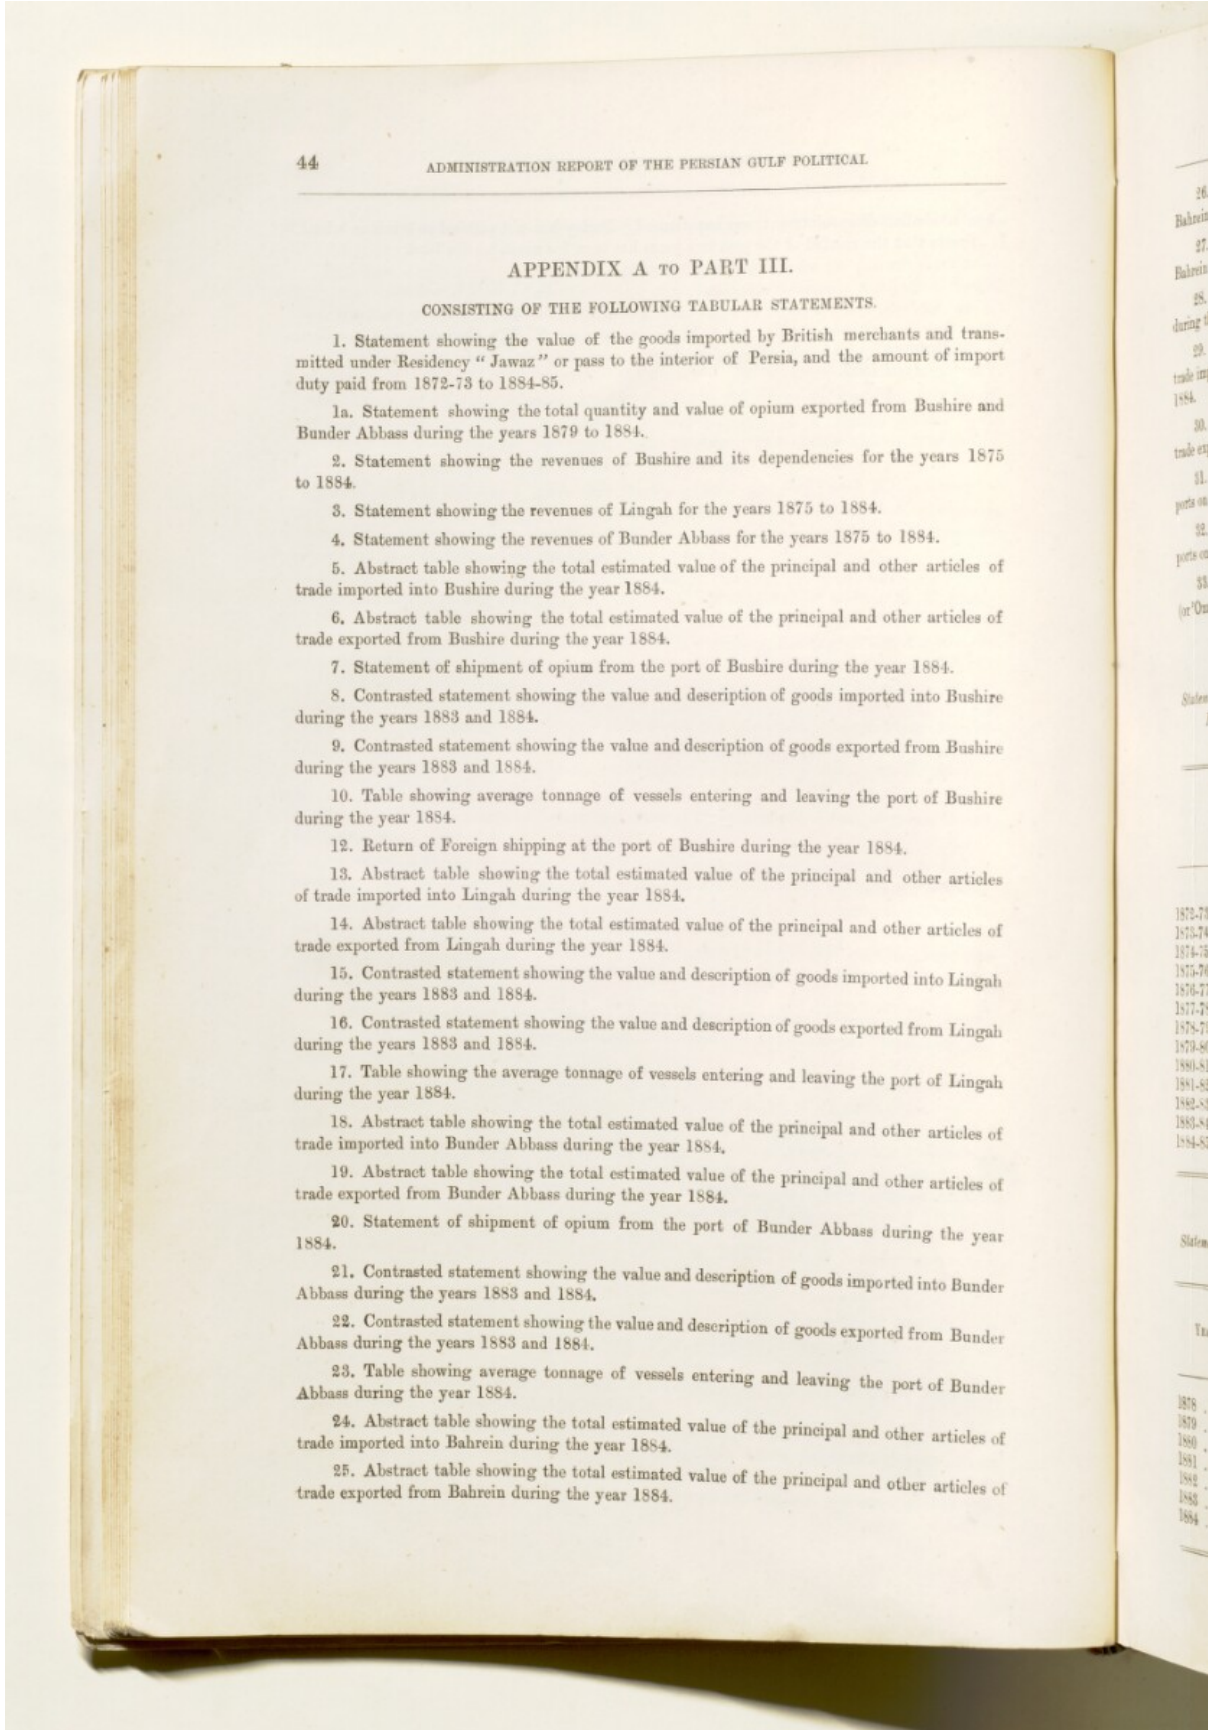 44
ADMINISTRATION REPORT OF THE PERSIAN GULF POLITICAL
APPENDIX A TO PART III.
CONSISTING OF THE FOLLOWING TABULAR STATEMENTS.
1. Statement showing the value of the goods imported by British merchants and trans-
mitted under Residency "Jawaz" or pass to the interior of Persia, and the amount of import
duty paid from 1872-73 to 1884-85.
1a. Statement showing the total quantity and value of opium exported from Bushire and
Bunder Abbass during the years 1879 to 1884.
2. Statement showing the revenues of Bushire and its dependencies for the years 1875
to 1884.
3. Statement showing the revenues of Lingah for the years 1875 to 1884.
4. Statement showing the revenues of Bunder Abbass for the years 1875 to 1884.
5. Abstract table showing the total estimated value of the principal and other articles of
trade imported into Bushire during the year 1884.
6. Abstract table showing the total estimated value of the principal and other articles of
trade exported from Bushire during the year 1884.
7. Statement of shipment of opium from the port of Bushire during the year 1884.
8. Contrasted statement showing the value and description of goods imported into Bushire
during the years 1883 and 1884.
9. Contrasted statement showing the value and description of goods exported from Bushire
during the years 1883 and 1884.
10. Table showing average tonnage of vessels entering and leaving the port of Bushire
during the year 1884.
12. Return of Foreign shipping at the port of Bushire during the year 1884.
13. Abstract table showing the total estimated value of the principal and other articles
of trade imported into Lingah during the year 1884.
14. Abstract table showing the total estimated value of the principal and other articles of
trade exported from Lingah during the year 1884.
15. Contrasted statement showing the value and description of goods imported into Lingah
during the years 1883 and 1884.
16. Contrasted statement showing the value and description of goods exported from Lingah
during the years 1883 and 1884.
17. Table showing the average tonnage of vessels entering and leaving the port of Lingah
during the year 1884.
18. Abstract table showing the total estimated value of the principal and other articles of
trade imported into Bunder Abbass during the year 1884.
19. Abstract table showing the total estimated value of the principal and other articles of
trade exported from Bunder Abbass during the year 1884.
20. Statement of shipment of opium from the port of Bunder Abbass during the year
1884.
21. Contrasted statement showing the value and description of goods imported into Bunder
Abbass during the years 1883 and 1884.
22. Contrasted statement showing the value and description of goods exported from Bunder
Abbass during the years 1883 and 1884.
23. Table showing average tonnage of vessels entering and leaving the port of Bunder
Abbass during the year 1884.
24. Abstract table showing the total estimated value of the principal and other articles of
trade imported into Bahrein during the year 1884.
25. Abstract table showing the total estimated value of the principal and other articles of
trade exported from Bahrein during the year 1884.
26.
Bahrein
27.
Bahrein
28.
during
29.
trade
1884.
30.
trade
31.
ports
32.
ports
33
1878
1879
1880
1881
1882
1883
1884